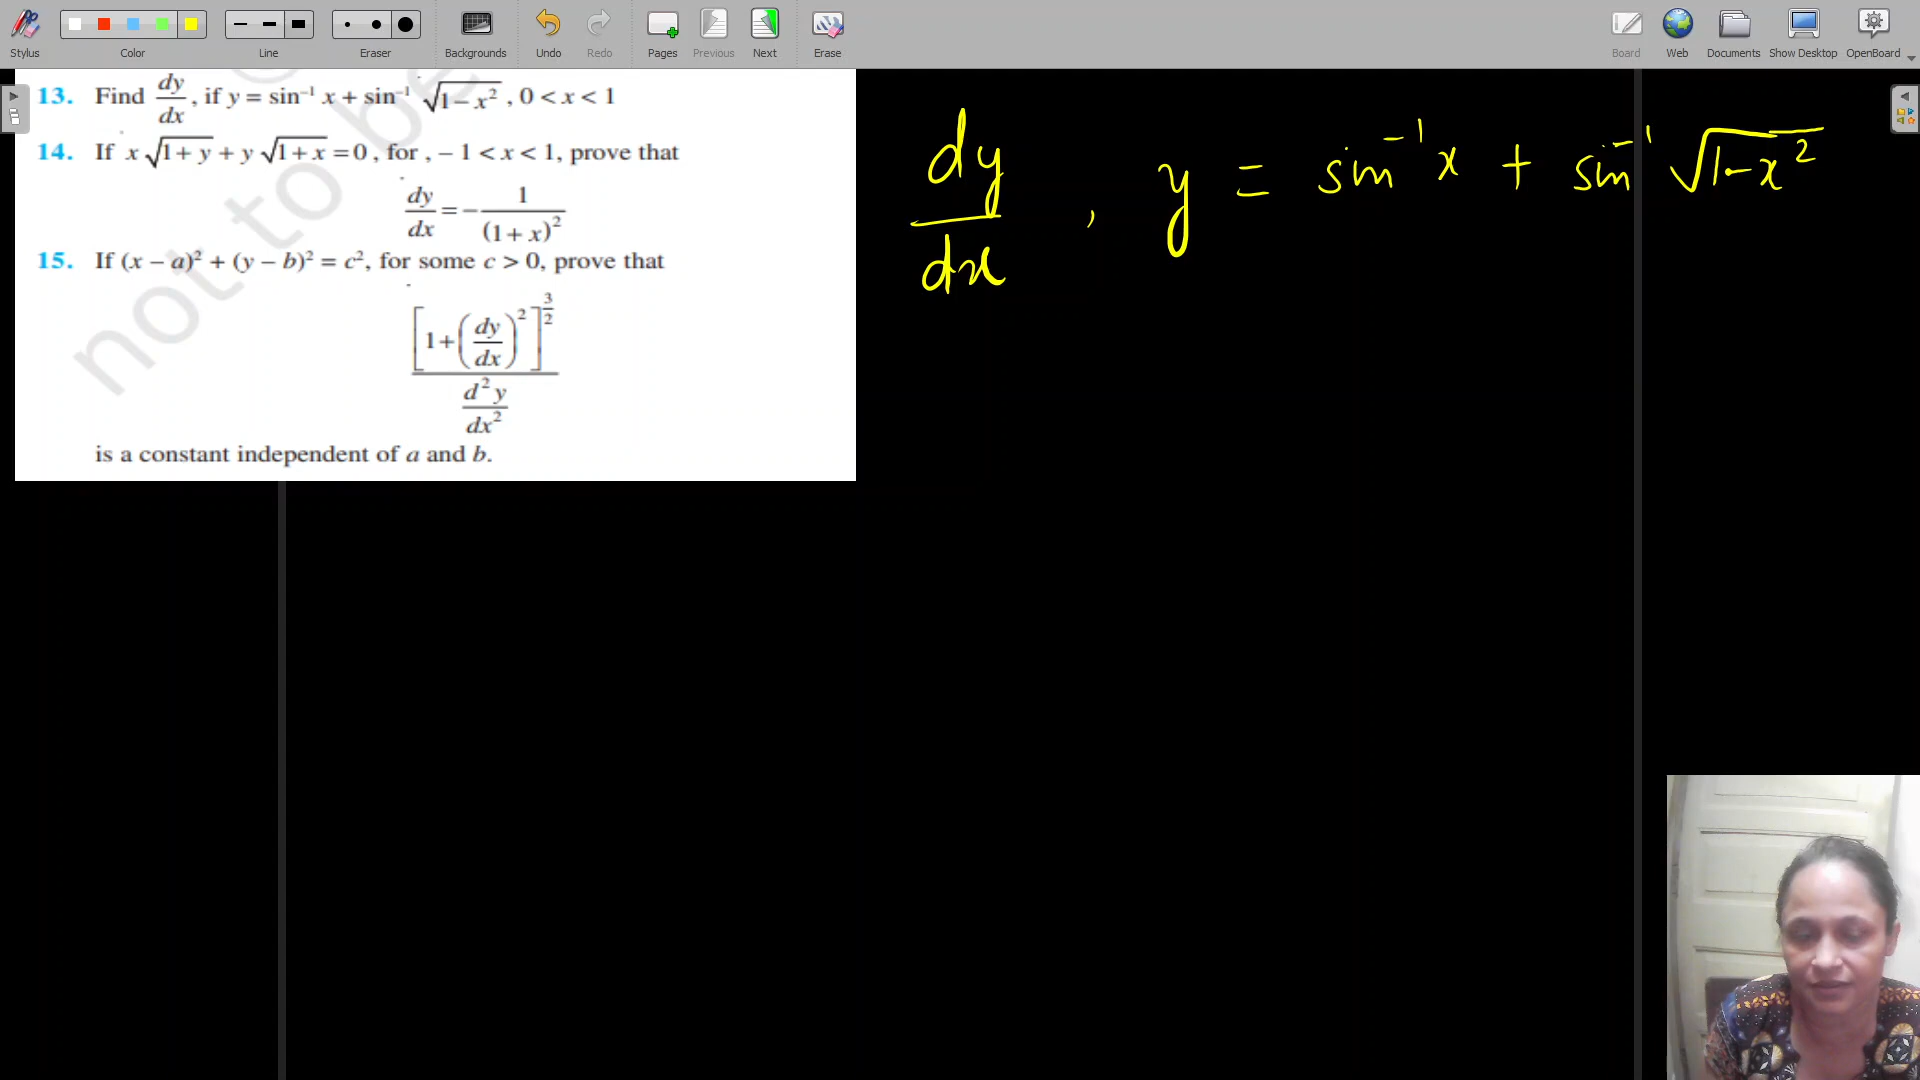 Stylus Color Line Eraser Backgrounds Undo Redo Pages Previous Next Erase Board Web Documents Show Desktop OpenBoard
13. Find dy/dx, if y = sin⁻¹ x + sin⁻¹ √(1 − x²), 0 < x < 1
14. If x √(1 + y) + y √(1 + x) = 0, for, − 1 < x < 1, prove that
dy/dx = − 1/(1 + x)²
15. If (x – a)² + (y – b)² = c², for some c > 0, prove that
[1 + (dy/dx)²]^(3/2) / (d²y/dx²)
is a constant independent of a and b.
not to be
dy/dx , y = sin⁻¹ x + sin⁻¹ √(1 − x²)